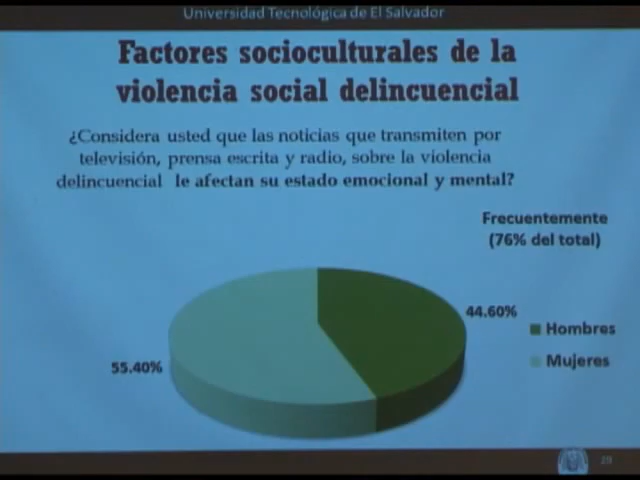 Universidad Tecnológica de El Salvador
Factores socioculturales de la
violencia social delincuencial
¿Considera usted que las noticias que transmiten por
televisión, prensa escrita y radio, sobre la violencia
delincuencial le afectan su estado emocional y mental?
Frecuentemente
(76% del total)
44.60%
Hombres
Mujeres
55.40%
29